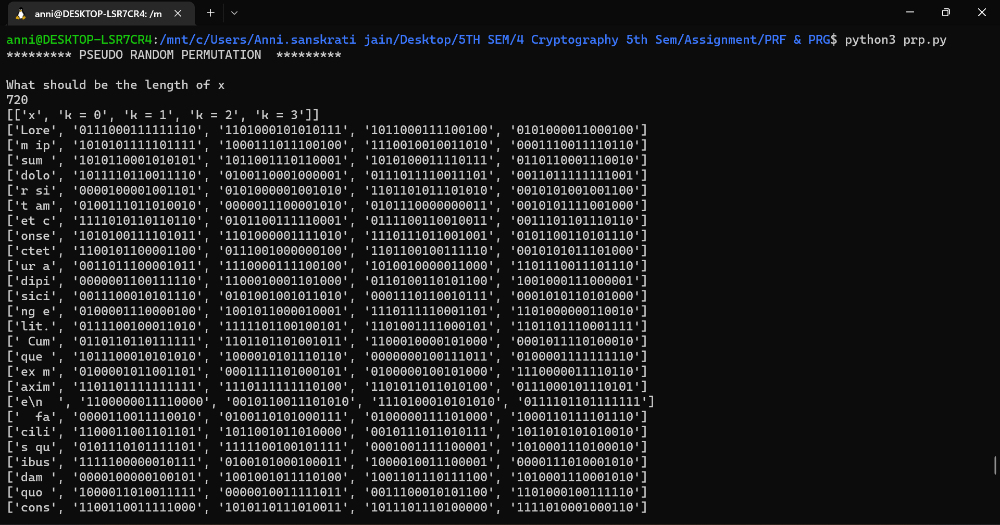 anni@DESKTOP-LSR7CR4: /m
anni@DESKTOP-LSR7CR4:/mnt/c/Users/Anni.sanskrati jain/Desktop/5TH SEM/4 Cryptography 5th Sem/Assignment/PRF & PRG$ python3 prp.py
********* PSEUDO RANDOM PERMUTATION  *********
What should be the length of x
720
[['x', 'k = 0', 'k = 1', 'k = 2', 'k = 3']]
['Lore', '0111000111111110', '1101000101010111', '1011000111100100', '0101000011000100']
['m ip', '1010101111101111', '1000111011100100', '1110010010011010', '0001110011110110']
['sum ', '1010110001010101', '1011001110110001', '1010100011110111', '0110110001110010']
['dolo', '1011110110011110', '0100110001000001', '0111011110011101', '0011011111111001']
['r si', '0000100001001101', '0101000001001010', '1101101011101010', '0010101001001100']
['t am', '0100111011010010', '0000011100001010', '0101110000000011', '0010101111001000']
['et c', '1111010110110110', '0101100111110001', '0111100110010011', '0011101101110110']
['onse', '1010100111101011', '1101000001111010', '1110111011001001', '0101100110101110']
['ctet', '1100101100001100', '0111001000000100', '1101100100111110', '0010101011101000']
['ur a', '0011011100001011', '1110000111100100', '1010010000011000', '1101110011101110']
['dipi', '0000001100111110', '1100010001101000', '0110100110101100', '1001000111000001']
['sici', '0011100010101110', '0101001001011010', '0001110110010111', '0001010110101000']
['ng e', '0100001110000100', '1001011000010001', '1110111110001101', '1101000000110010']
['lit.', '0111100100011010', '1111101100100101', '1101001111000101', '1101101110001111']
[' Cum', '0110110110111111', '1101101101001011', '1100010000101000', '0001011110100010']
['que ', '1011100010101010', '1000010101110110', '0000000100111011', '0100001111111110']
['ex m', '0100001011001101', '0001111101000101', '0100000100101000', '1110000011110110']
['axim', '1101101111111111', '1110111111110100', '1101011011010100', '0111000101110101']
['e\n  ', '1100000011110000', '0010110011101010', '1110100010101010', '0111101101111111']
['  fa', '0000110011110010', '0100110101000111', '0100000111101000', '1000110111101110']
['cili', '1100011001101101', '1011001011010000', '0010111011010111', '1011010101010010']
['s qu', '0101110101111101', '1111100100101111', '0001001111100001', '1010001110100010']
['ibus', '1111100000010111', '0100101000100011', '1000010011100001', '0000111010001010']
['dam ', '0000100000100101', '1001001011110100', '1001101110111100', '1010001110001010']
['quo ', '1000011010011111', '0000010011111011', '0011100010101100', '1101000100111110']
['cons', '1100110011111000', '1010110111010011', '1011101110100000', '1111010001000110']